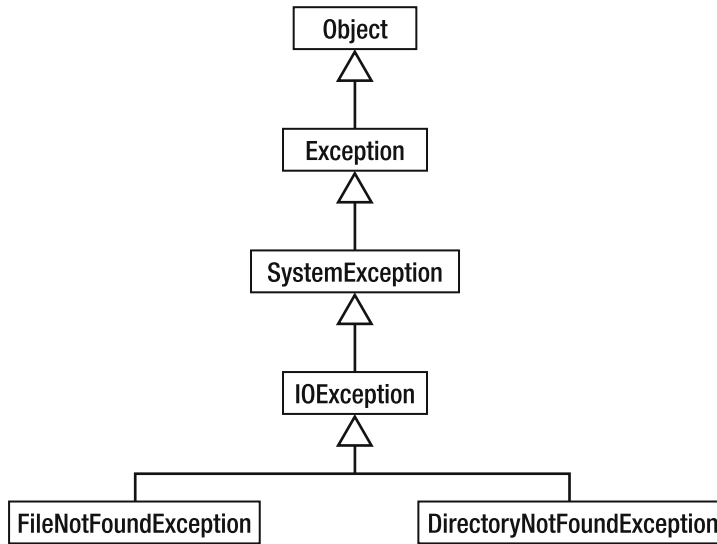 Object
Exception
SystemException
IOException
FileNotFoundException
DirectoryNotFoundException